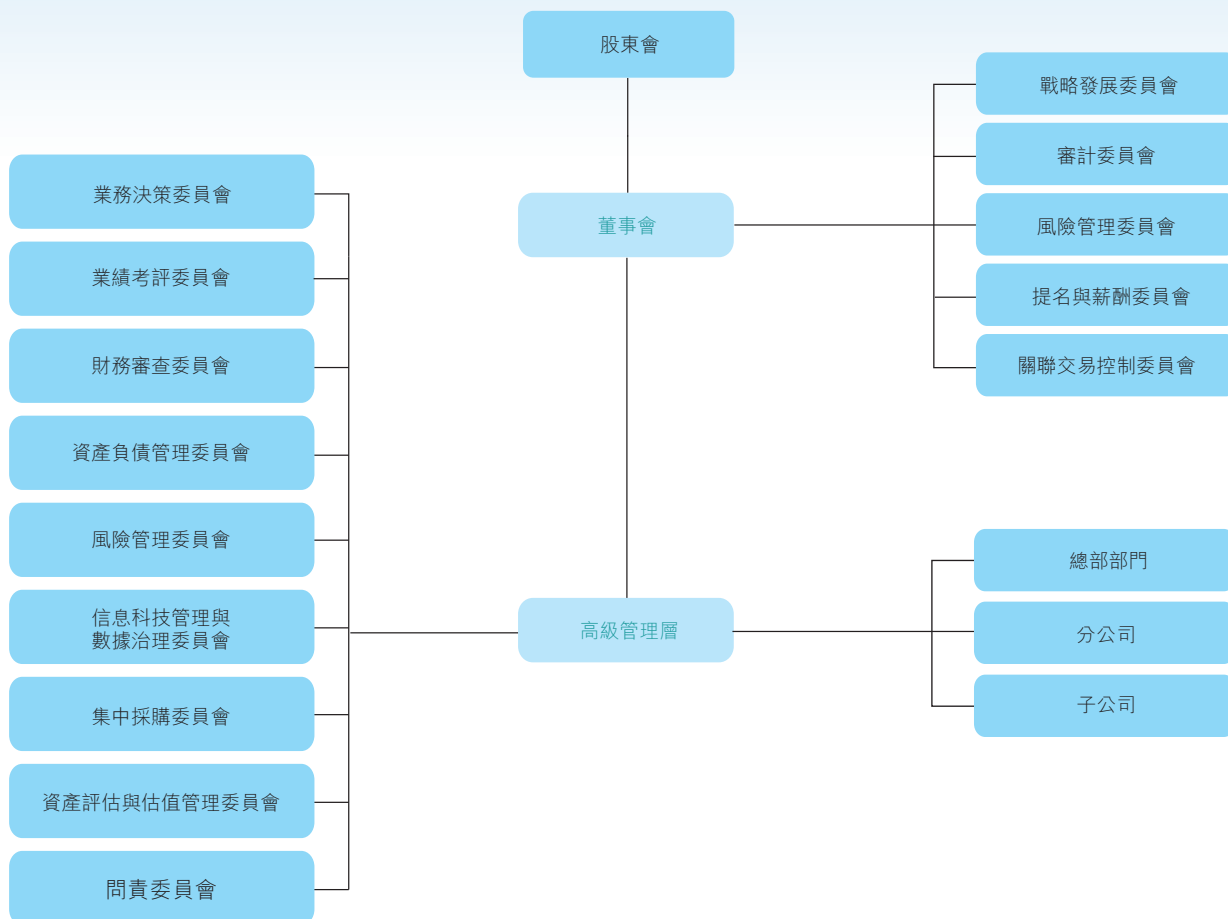 股東會
董事會
戰略發展委員會
審計委員會
風險管理委員會
提名與薪酬委員會
關聯交易控制委員會
業務決策委員會
業績考評委員會
財務審查委員會
資產負債管理委員會
風險管理委員會
信息科技管理與
數據治理委員會
集中採購委員會
資產評估與估值管理委員會
問責委員會
高級管理層
總部部門
分公司
子公司